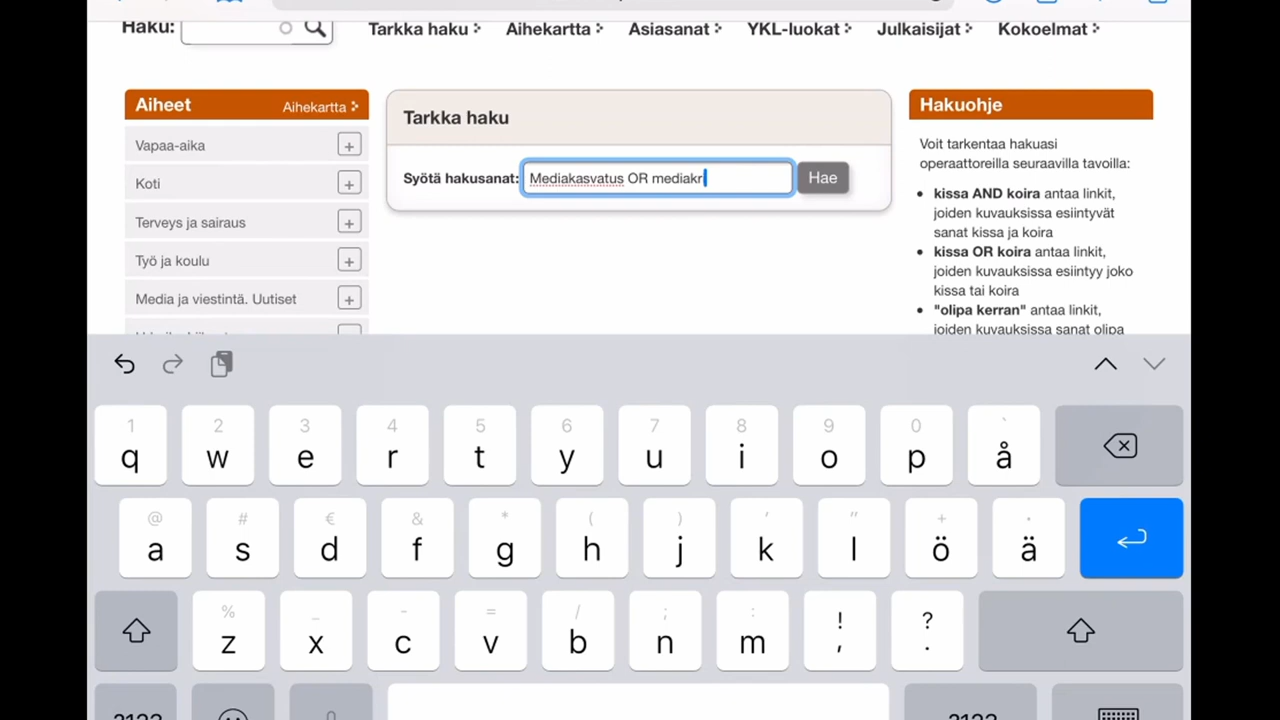 Haku:
Tarkka haku
Aihekartta
Asiasanat
YKL-luokat
Julkaisijat
Kokoelmat
Aiheet
Aihekartta
Vapaa-aika
Koti
Terveys ja sairaus
Työ ja koulu
Media ja viestintä. Uutiset
Tarkka haku
Syötä hakusanat:
Mediakasvatus OR mediakr
Hae
Hakuohje
Voit tarkentaa hakuasi
operaattoreilla seuraavilla tavoilla:
kissa AND koira antaa linkit,
joiden kuvauksissa esiintyvät
sanat kissa ja koira
kissa OR koira antaa linkit,
joiden kuvauksissa esiintyy joko
kissa tai koira
"olipa kerran" antaa linkit,
joiden kuvauksissa sanat olipa
1 2 3 4 5 6 7 8 9 0 `
q w e r t y u i o p å
@ # € & * ( ) ' " + ·
a s d f g h j k l ö ä
% _ - = / ; : ! ?
z x c v b n m , .